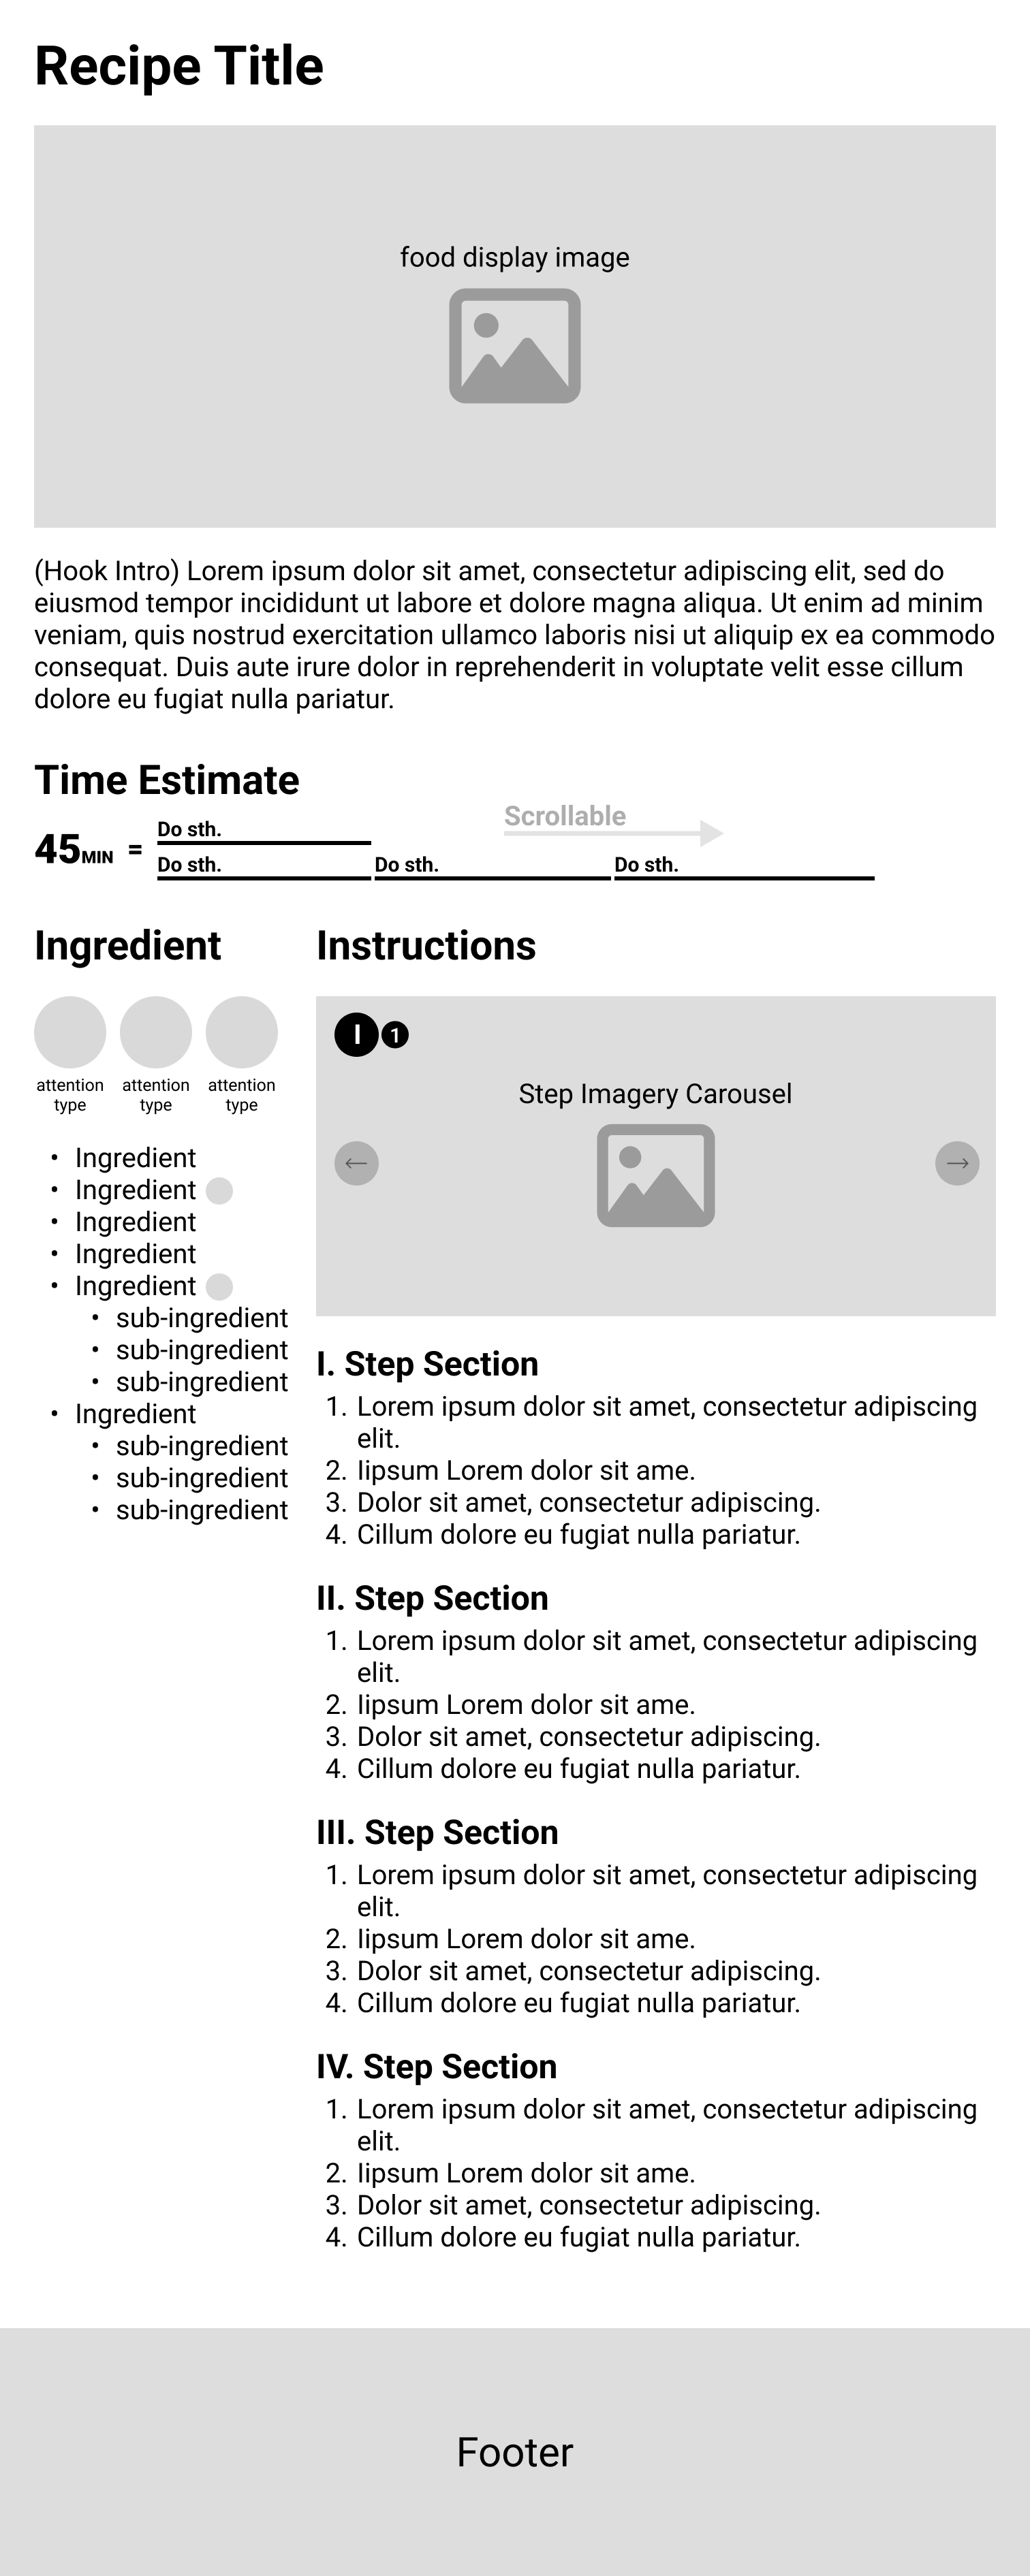 Recipe Title
food display image
(Hook Intro) Lorem ipsum dolor sit amet, consectetur adipiscing elit, sed do
eiusmod tempor incididunt ut labore et dolore magna aliqua. Ut enim ad minim
veniam, quis nostrud exercitation ullamco laboris nisi ut aliquip ex ea commodo
consequat. Duis aute irure dolor in reprehenderit in voluptate velit esse cillum
dolore eu fugiat nulla pariatur.
Time Estimate
Scrollable
45MIN =
Do sth.
Do sth. Do sth. Do sth.
Ingredient
attention type
attention type
attention type
• Ingredient
• Ingredient
• Ingredient
• Ingredient
• Ingredient
• sub-ingredient
• sub-ingredient
• sub-ingredient
• Ingredient
• sub-ingredient
• sub-ingredient
• sub-ingredient
Instructions
I 1
Step Imagery Carousel
← →
I. Step Section
1. Lorem ipsum dolor sit amet, consectetur adipiscing
elit.
2. Iipsum Lorem dolor sit ame.
3. Dolor sit amet, consectetur adipiscing.
4. Cillum dolore eu fugiat nulla pariatur.
II. Step Section
1. Lorem ipsum dolor sit amet, consectetur adipiscing
elit.
2. Iipsum Lorem dolor sit ame.
3. Dolor sit amet, consectetur adipiscing.
4. Cillum dolore eu fugiat nulla pariatur.
III. Step Section
1. Lorem ipsum dolor sit amet, consectetur adipiscing
elit.
2. Iipsum Lorem dolor sit ame.
3. Dolor sit amet, consectetur adipiscing.
4. Cillum dolore eu fugiat nulla pariatur.
IV. Step Section
1. Lorem ipsum dolor sit amet, consectetur adipiscing
elit.
2. Iipsum Lorem dolor sit ame.
3. Dolor sit amet, consectetur adipiscing.
4. Cillum dolore eu fugiat nulla pariatur.
Footer